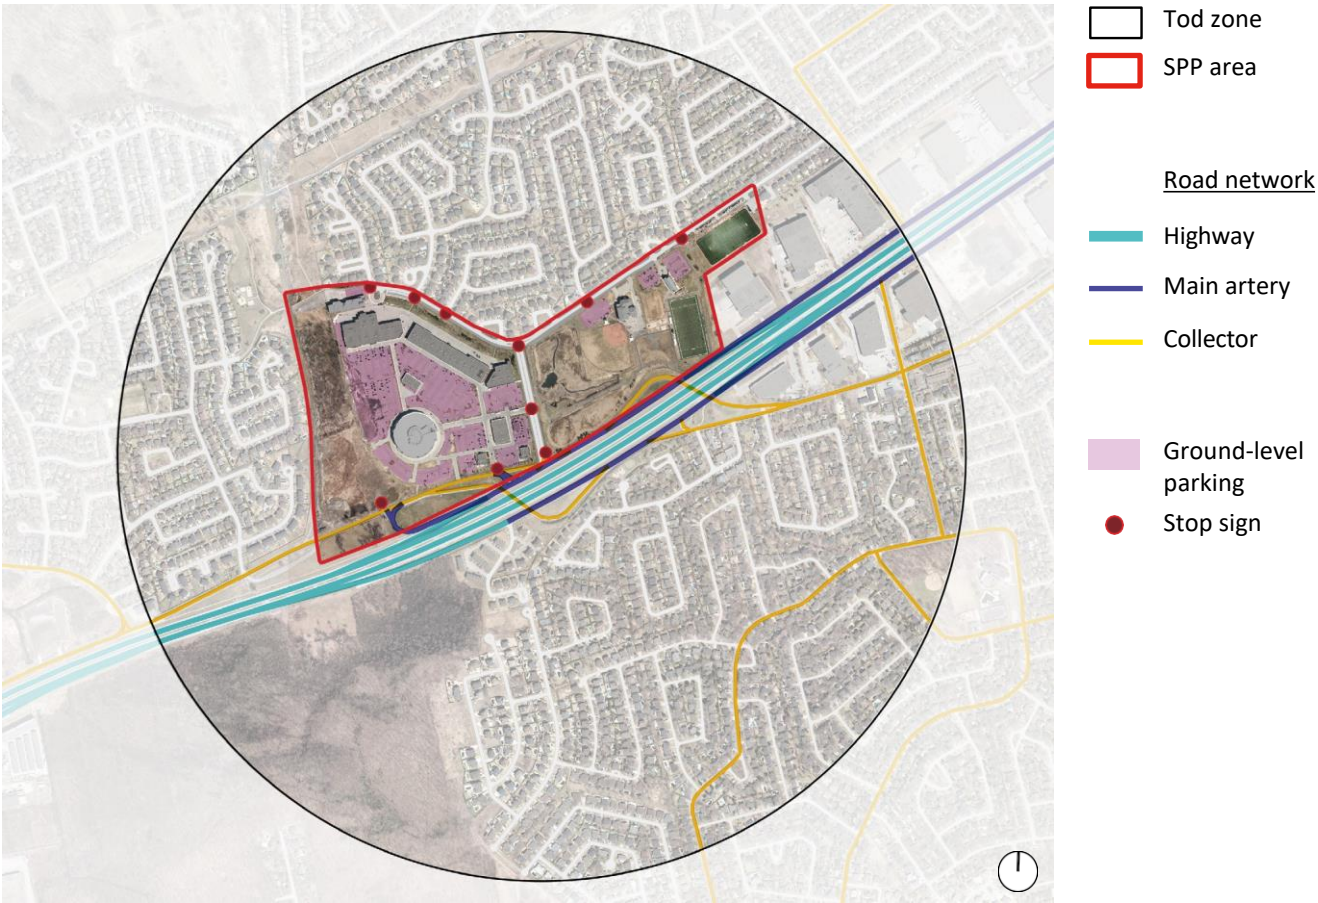 Tod zone
SPP area
Road network
Highway
Main artery
Collector
Ground-level
parking
Stop sign